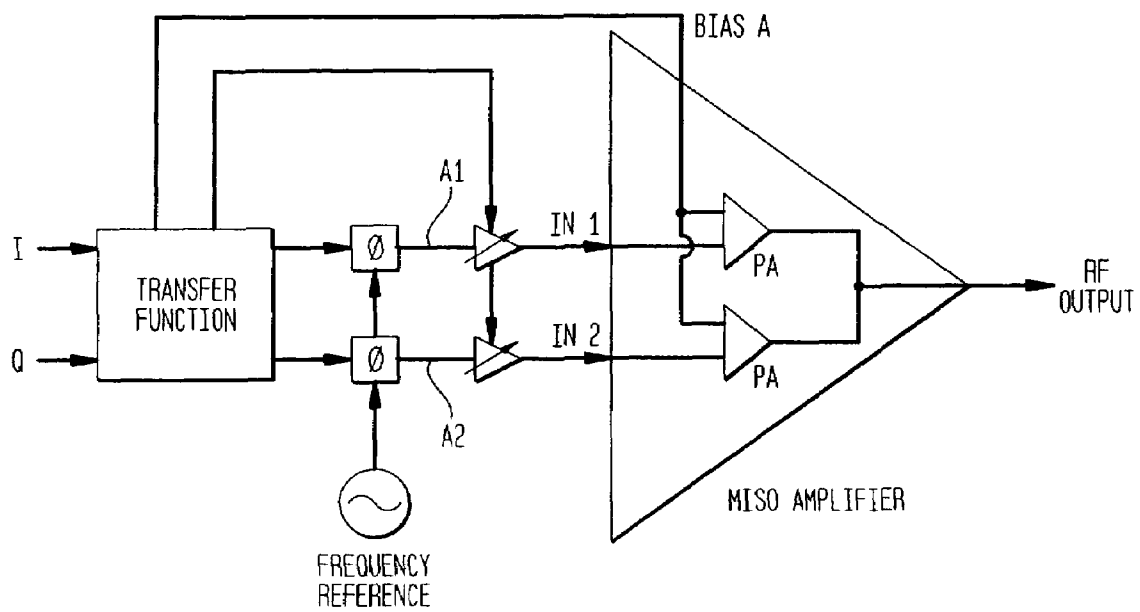 BIAS A
A1
I
IN 1
Ø
TRANSFER
FUNCTION
PA
RF
OUTPUT
Q
Ø
IN 2
PA
A2
MISO AMPLIFIER
FREQUENCY
REFERENCE